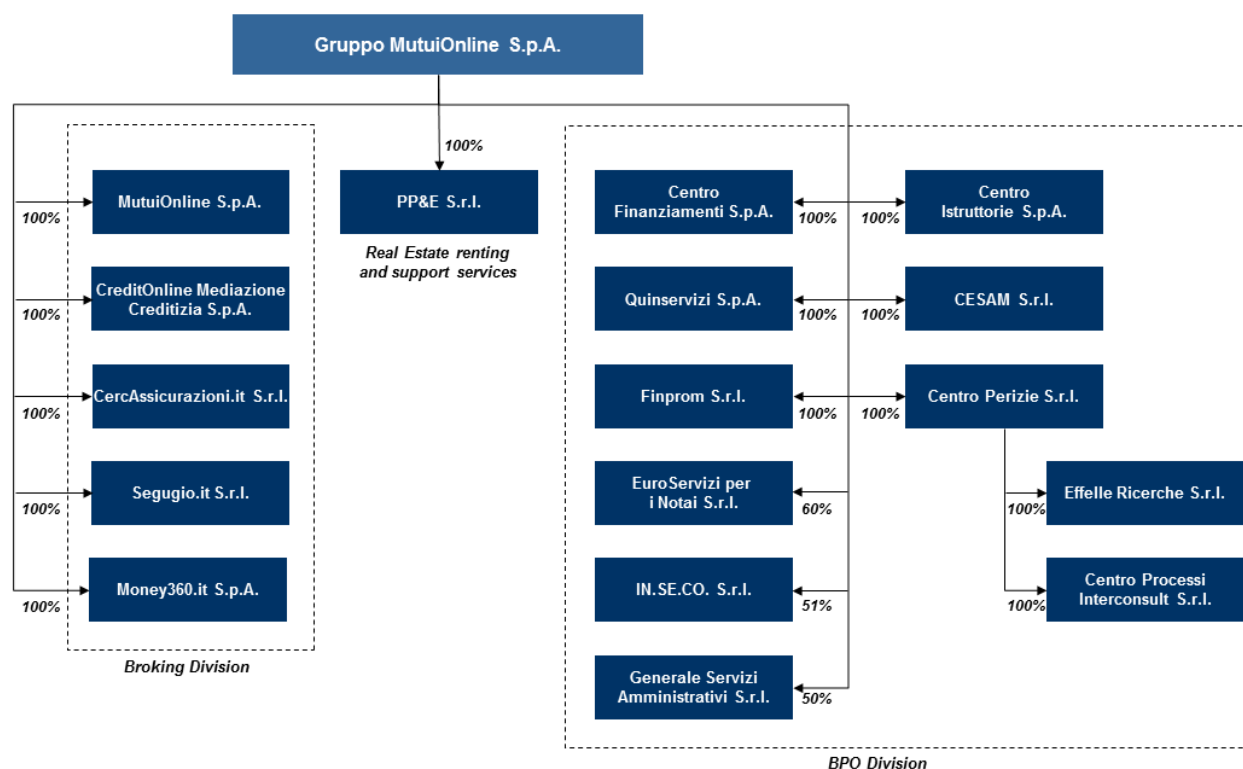 Gruppo MutuiOnline S.p.A.
100%
MutuiOnline S.p.A.
100%
CreditOnline Mediazione
Creditizia S.p.A.
100%
CercAssicurazioni.it S.r.l.
100%
Segugio.it S.r.l.
100%
Money360.it S.p.A.
100%
Broking Division
PP&E S.r.l.
Real Estate renting
and support services
Centro
Finanziamenti S.p.A.
100%
100%
Centro
Istruttorie S.p.A.
Quinservizi S.p.A.
100%
100%
CESAM S.r.l.
Finprom S.r.l.
100%
100%
Centro Perizie S.r.l.
EuroServizi per
i Notai S.r.l.
60%
Effelle Ricerche S.r.l.
100%
IN.SE.CO. S.r.l.
51%
Centro Processi
Interconsult S.r.l.
100%
Generale Servizi
Amministrativi S.r.l.
50%
BPO Division